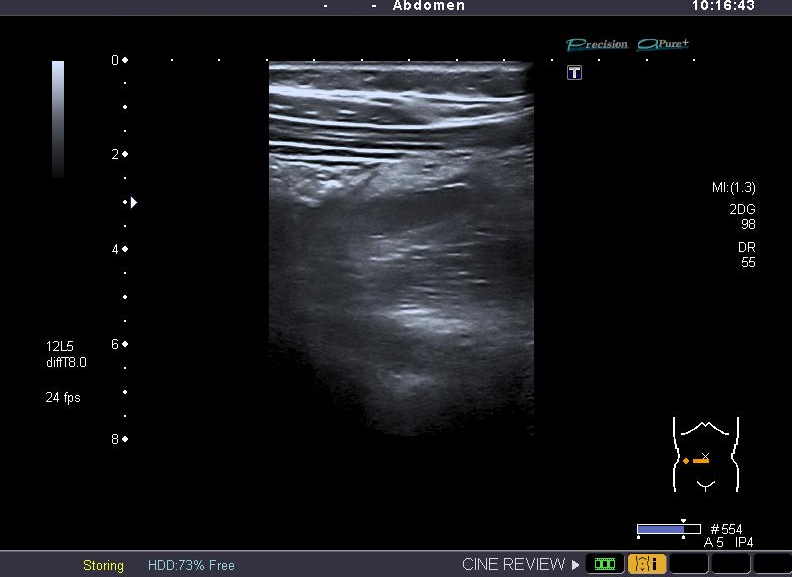 - - Abdomen 10:16:43
Precision APure+
T
0
2
4
6
8
MI:(1.3)
2DG
98
DR
55
12L5
diffT8.0
24 fps
#554
A 5 IP4
Storing HDD:73% Free CINE REVIEW
i